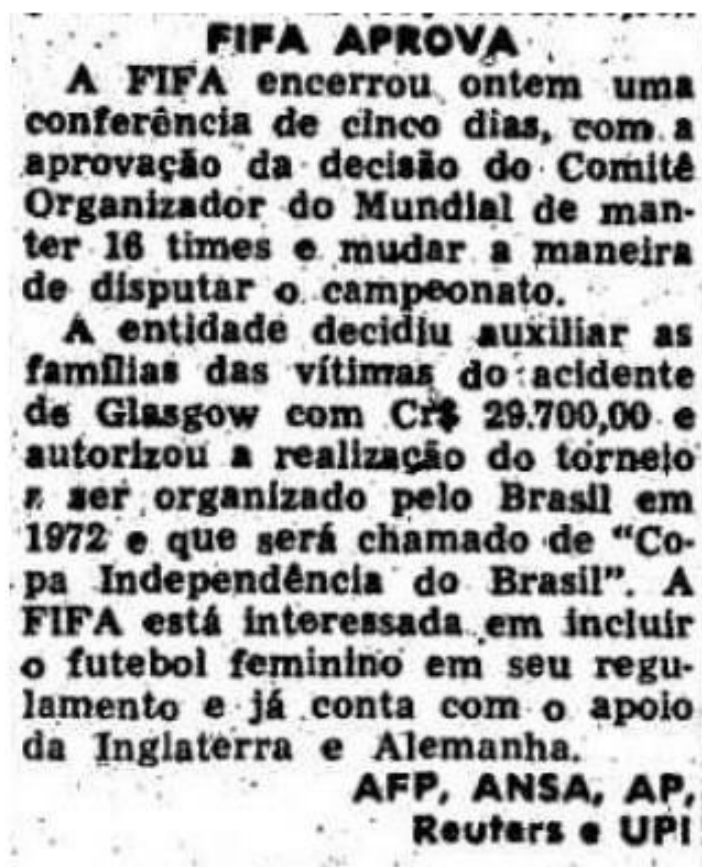 FIFA APROVA
A FIFA encerrou ontem uma
conferência de cinco dias, com a
aprovação da decisão do Comitê
Organizador do Mundial de man-
ter 16 times e mudar a maneira
de disputar o campeonato.
A entidade decidiu auxiliar as
famílias das vítimas do acidente
de Glasgow com Cr$ 29.700,00 e
autorizou a realização do torneio
a ser organizado pelo Brasil em
1972 e que será chamado de "Co-
pa Independência do Brasil". A
FIFA está interessada em incluir
o futebol feminino em seu regu-
lamento e já conta com o apoio
da Inglaterra e Alemanha.
AFP, ANSA, AP,
Reuters e UPI